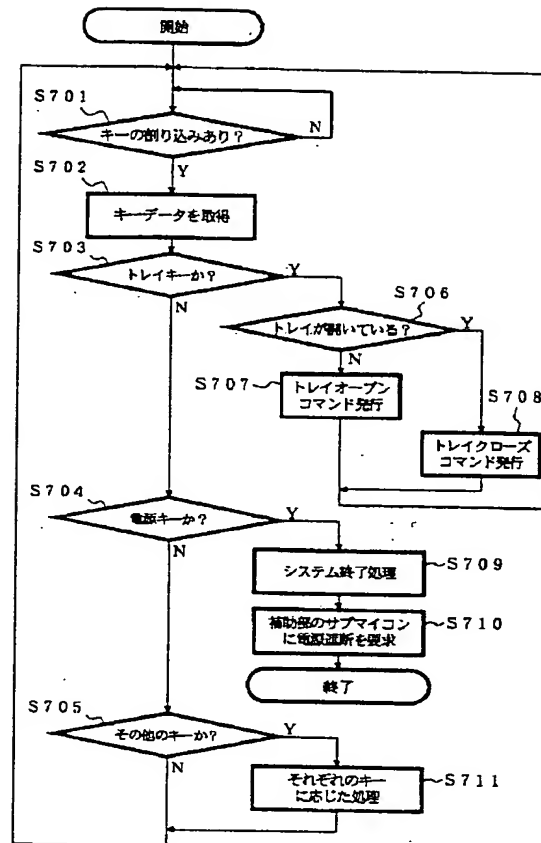 開始
S701
キーの割り込みあり？
N
Y
S702
キーデータを取得
S703
トレイキーか？
Y
N
S706
トレイが開いている？
Y
N
S707
トレイオープン
コマンド発行
S708
トレイクローズ
コマンド発行
S704
電源キーか？
Y
N
システム終了処理
S709
補助部のサブマイコン
に電源遮断を要求
S710
終了
S705
その他のキーか？
Y
N
それぞれのキー
に応じた処理
S711